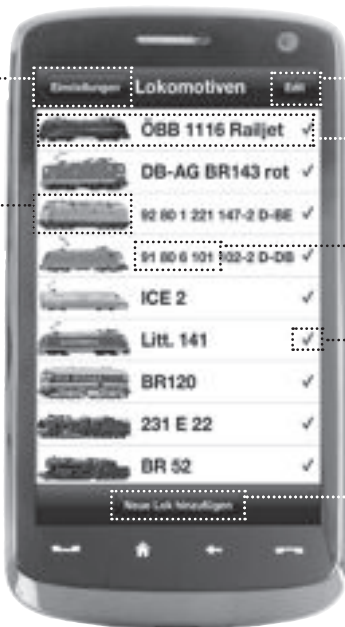 Einstellungen Lokomotiven Edit
ÖBB 1116 Railjet ✓
DB-AG BR143 rot ✓
92 80 1 221 147-2 D-BE ✓
91 80 6 101 102-2 D-DB ✓
ICE 2 ✓
Litt. 141 ✓
BR120 ✓
231 E 22 ✓
BR 52 ✓
Neue Lok hinzufügen